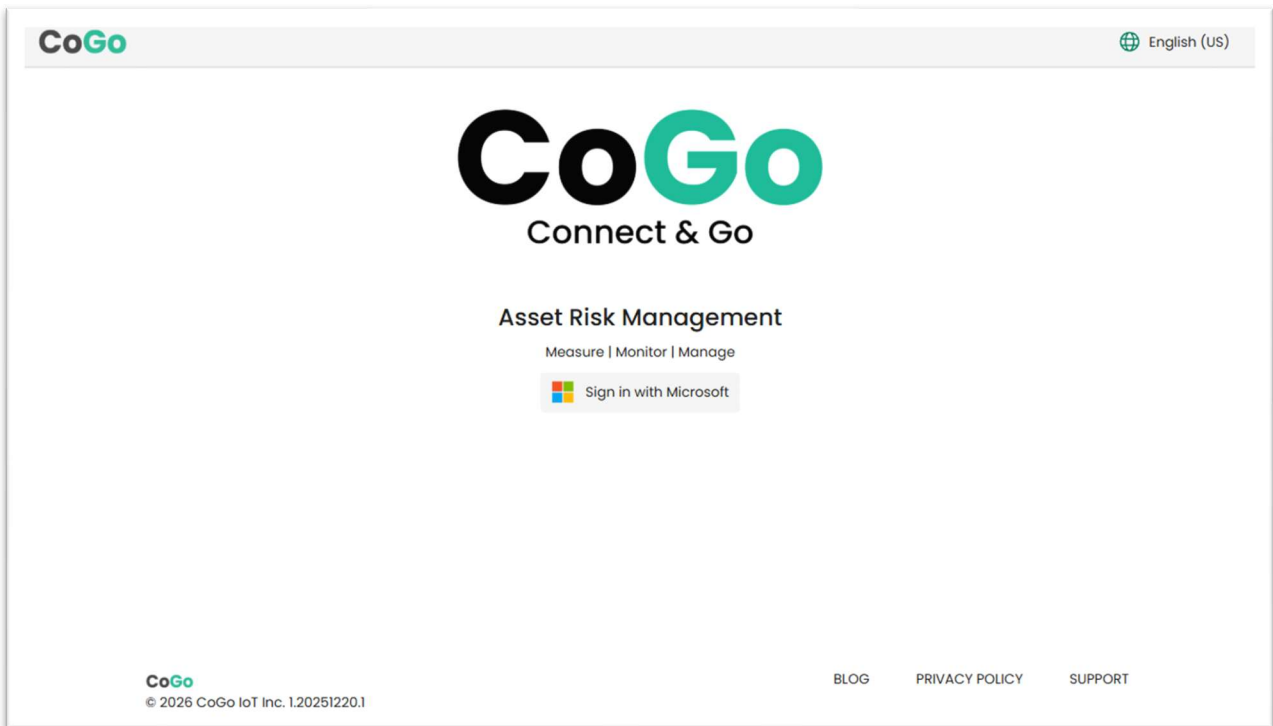 CoGo
English (US)
CoGo
Connect & Go
Asset Risk Management
Measure | Monitor | Manage
Sign in with Microsoft
CoGo
© 2026 CoGo IoT Inc. 1.20251220.1
BLOG PRIVACY POLICY SUPPORT